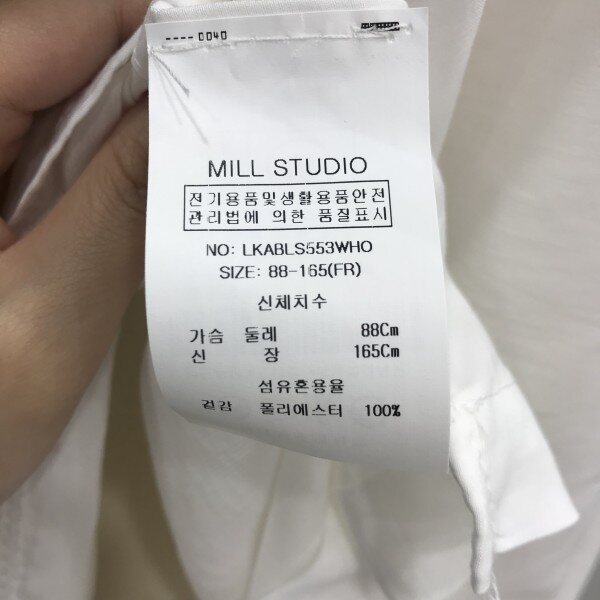 ---- 0040
MILL STUDIO
전기용품및생활용품안전
관리법에 의한 품질표시
NO: LKABLS553WHO
SIZE: 88-165(FR)
신체치수
가슴 둘레 88Cm
신 장 165Cm
섬유혼용율
겉감 폴리에스터 100%